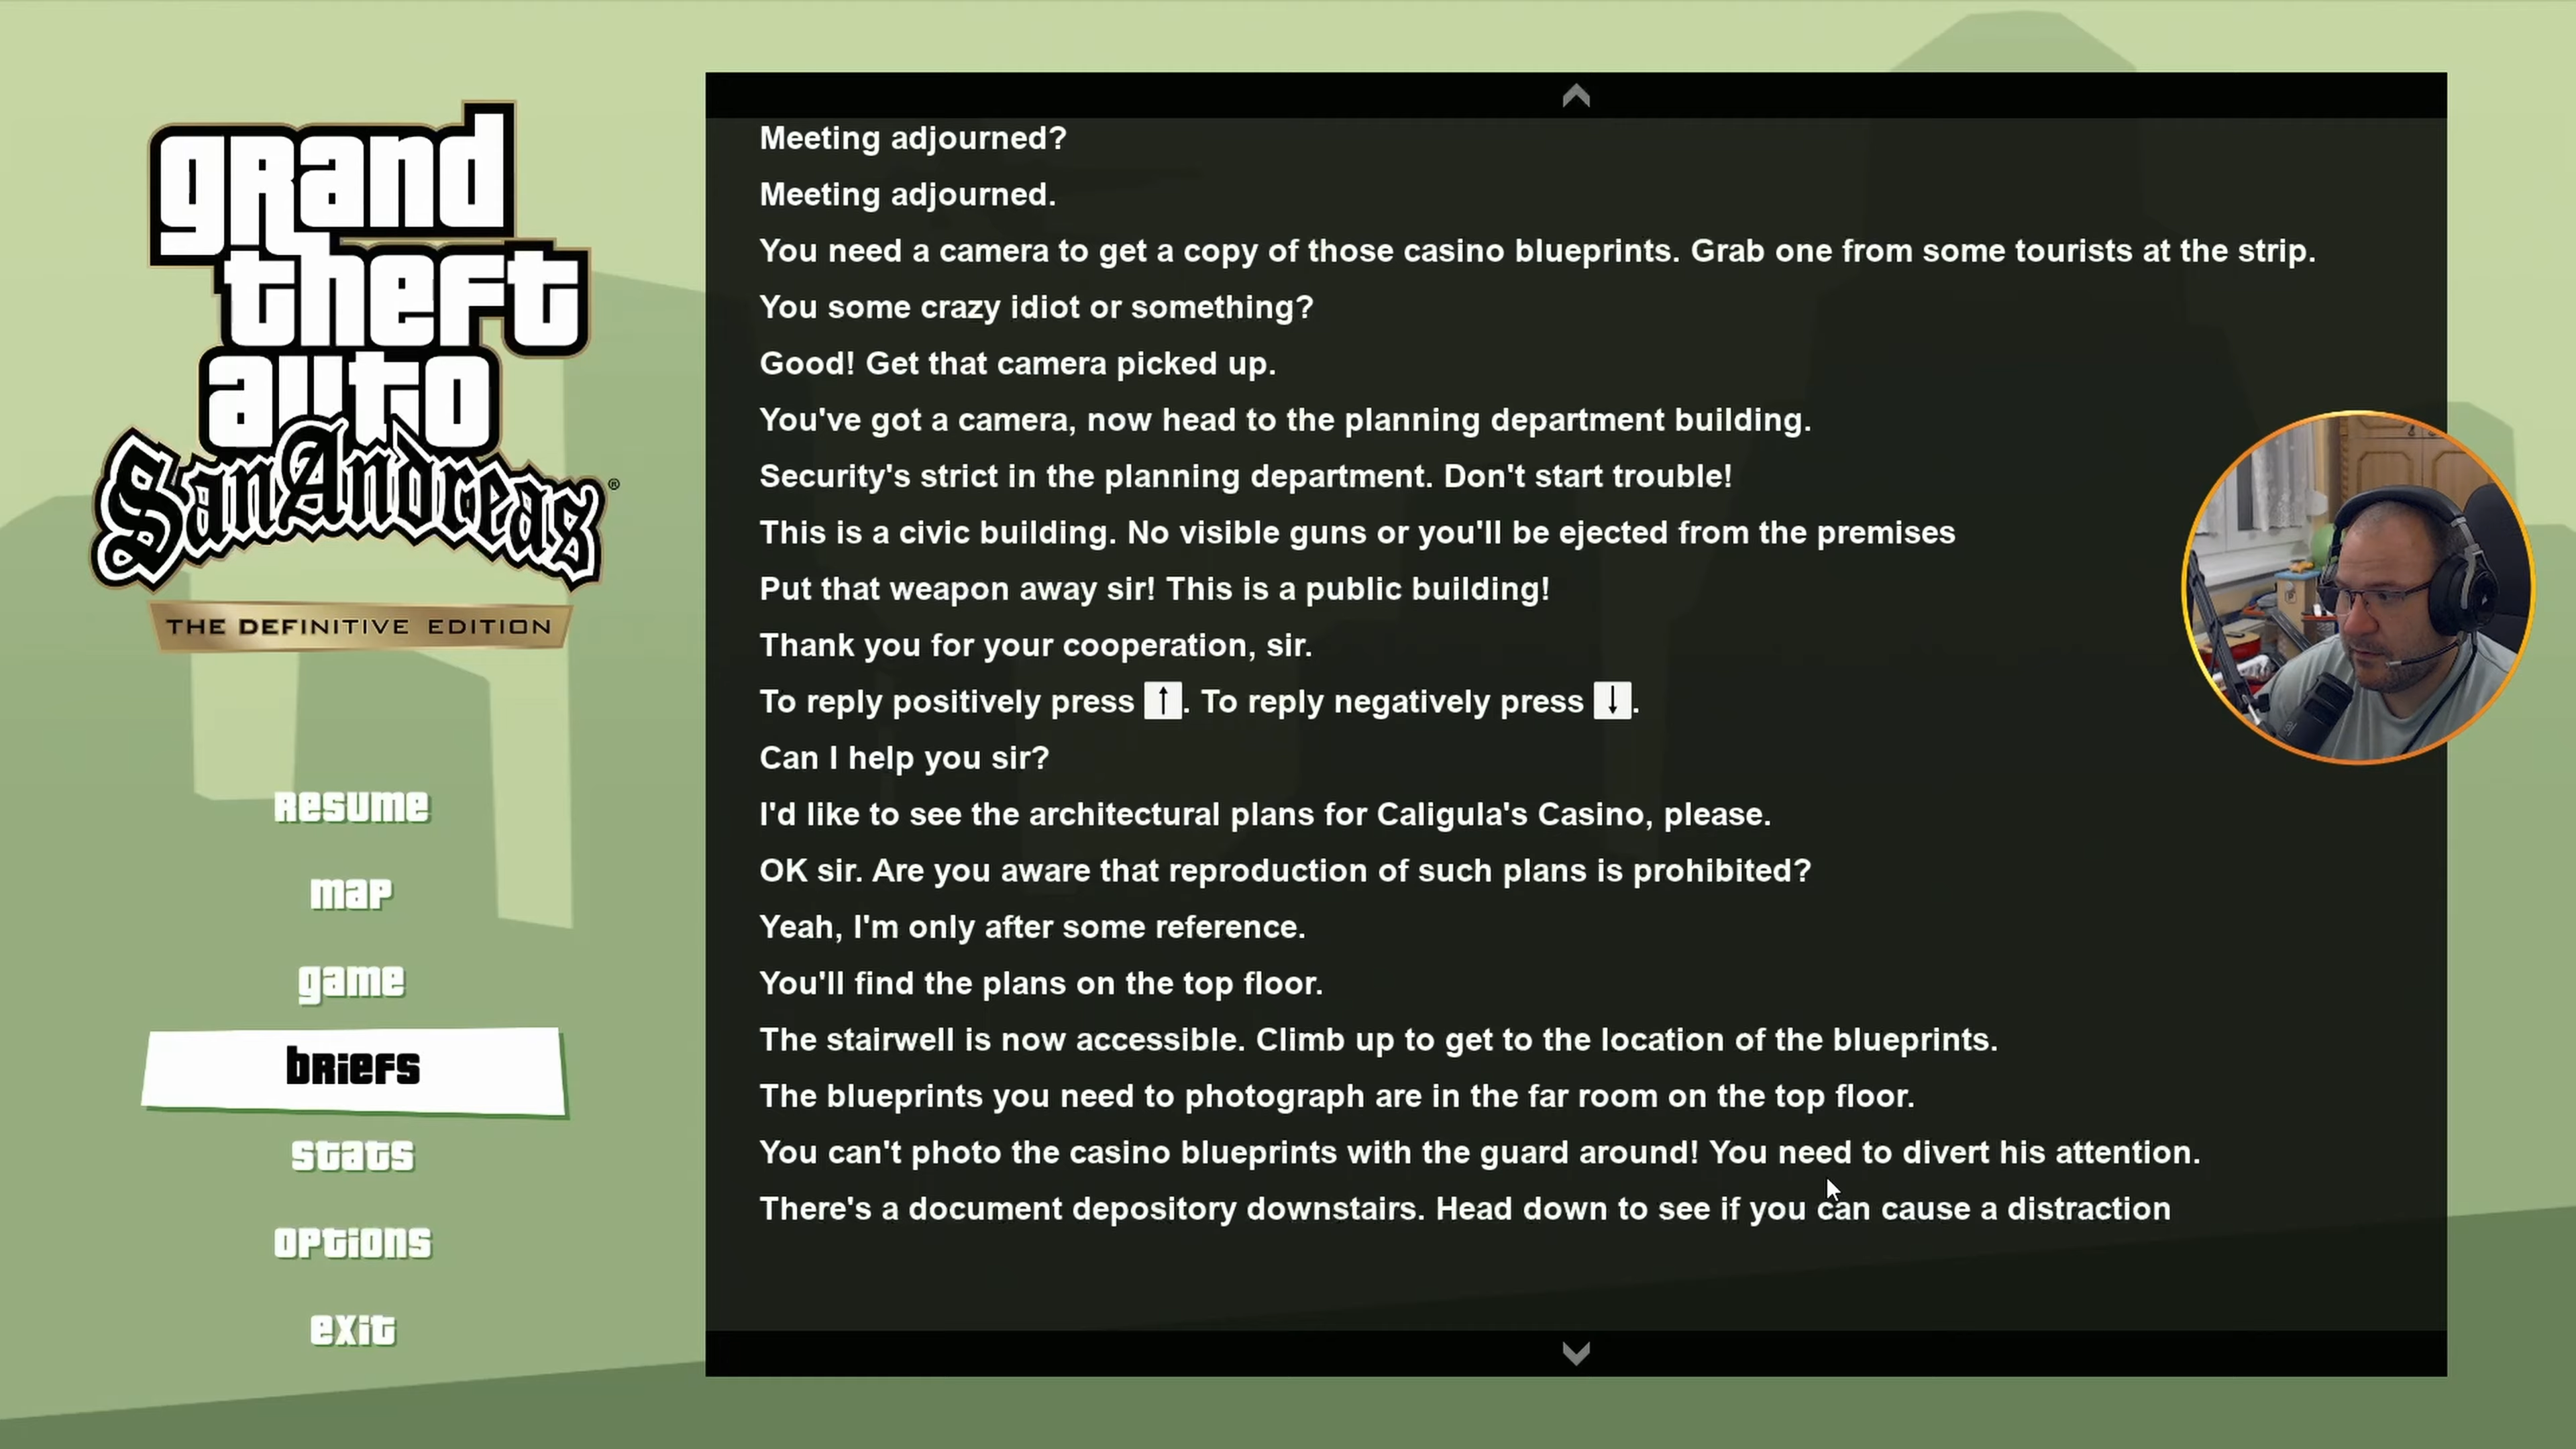 grand
theft
auto
San Andreas®
THE DEFINITIVE EDITION
Resume
map
game
Briefs
stats
options
exit
Meeting adjourned?
Meeting adjourned.
You need a camera to get a copy of those casino blueprints. Grab one from some tourists at the strip.
You some crazy idiot or something?
Good! Get that camera picked up.
You've got a camera, now head to the planning department building.
Security's strict in the planning department. Don't start trouble!
This is a civic building. No visible guns or you'll be ejected from the premises
Put that weapon away sir! This is a public building!
Thank you for your cooperation, sir.
To reply positively press ↑. To reply negatively press ↓.
Can I help you sir?
I'd like to see the architectural plans for Caligula's Casino, please.
OK sir. Are you aware that reproduction of such plans is prohibited?
Yeah, I'm only after some reference.
You'll find the plans on the top floor.
The stairwell is now accessible. Climb up to get to the location of the blueprints.
The blueprints you need to photograph are in the far room on the top floor.
You can't photo the casino blueprints with the guard around! You need to divert his attention.
There's a document depository downstairs. Head down to see if you can cause a distraction